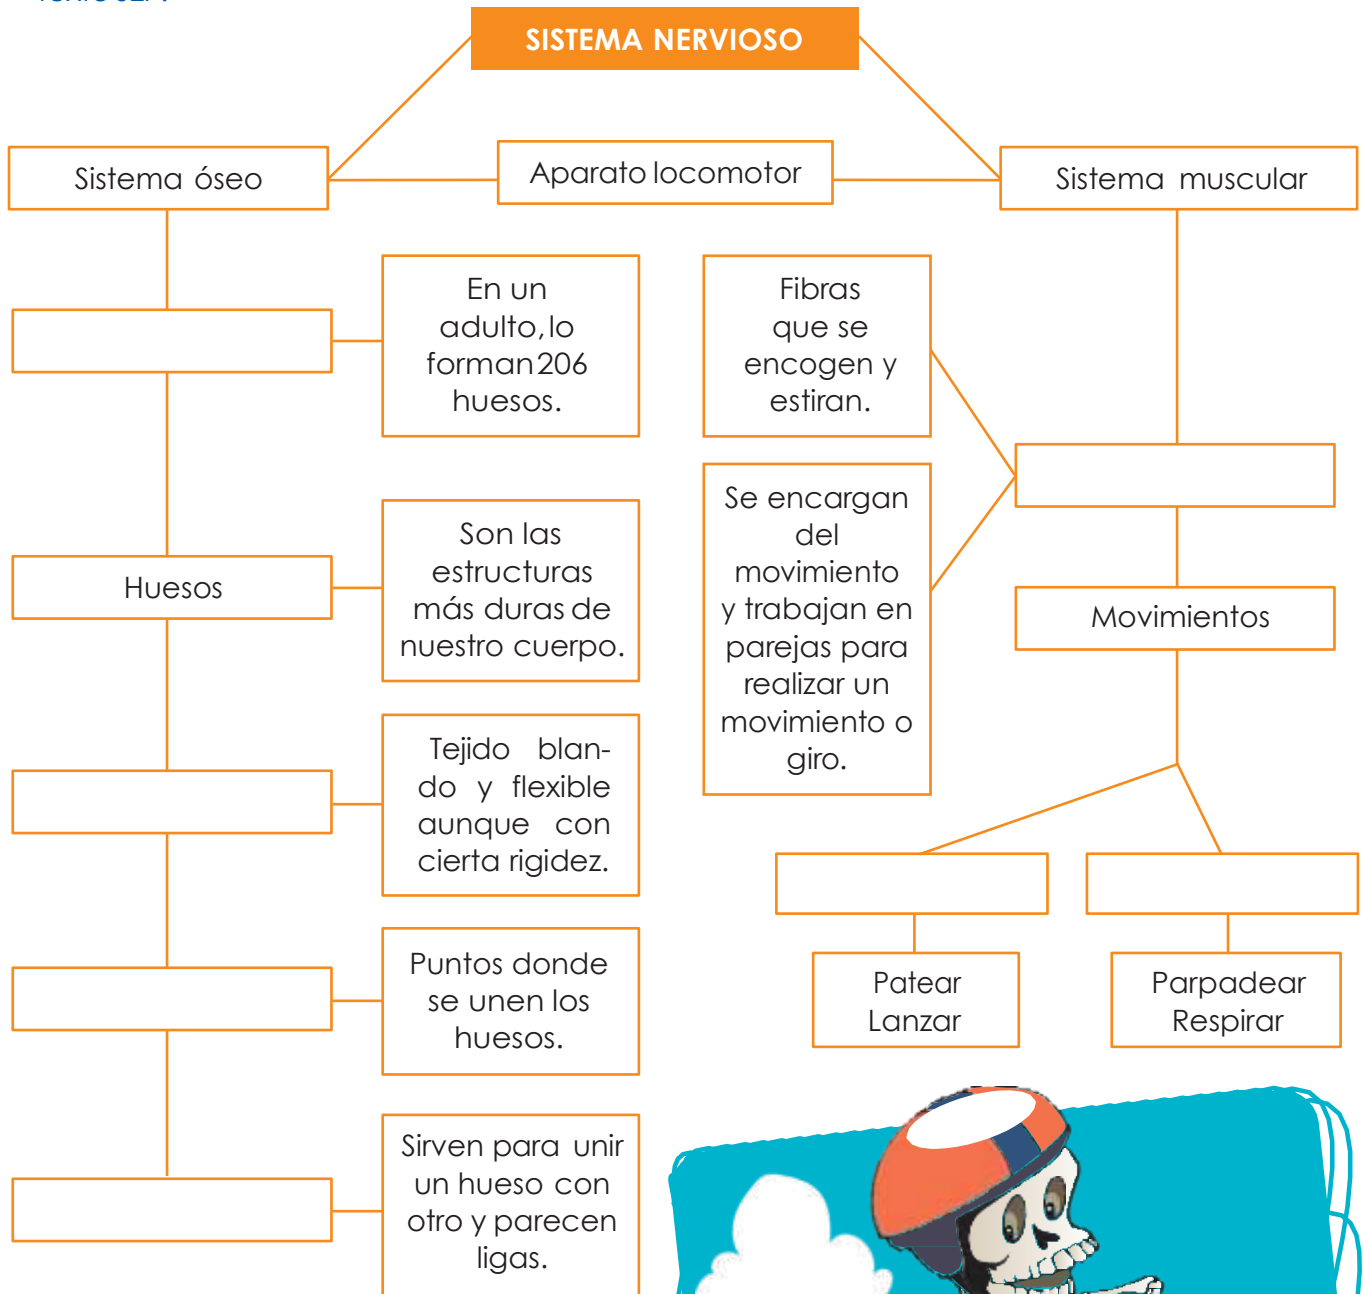 SISTEMA NERVIOSO
Sistema óseo
Aparato locomotor
Sistema muscular
En un
adulto, lo
forman 206
huesos.
Fibras
que se
encogen y
estiran.
Huesos
Son las
estructuras
más duras de
nuestro cuerpo.
Se encargan
del
movimiento
y trabajan en
parejas para
realizar un
movimiento o
giro.
Movimientos
Tejido blan-
do y flexible
aunque con
cierta rigidez.
Puntos donde
se unen los
huesos.
Patear
Lanzar
Parpadear
Respirar
Sirven para unir
un hueso con
otro y parecen
ligas.